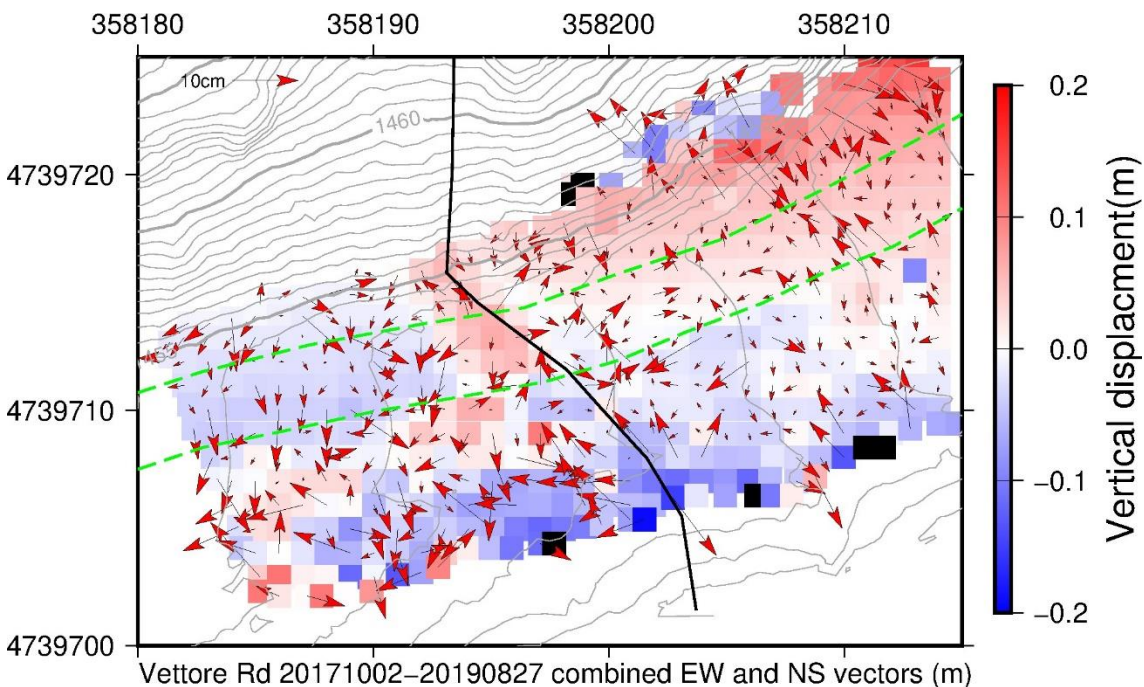 358180 358190 358200 358210
10cm
1460
4739720
4739710
4739700
0.2
0.1
0.0
−0.1
−0.2
Vertical displacment(m)
Vettore Rd 20171002−20190827 combined EW and NS vectors (m)